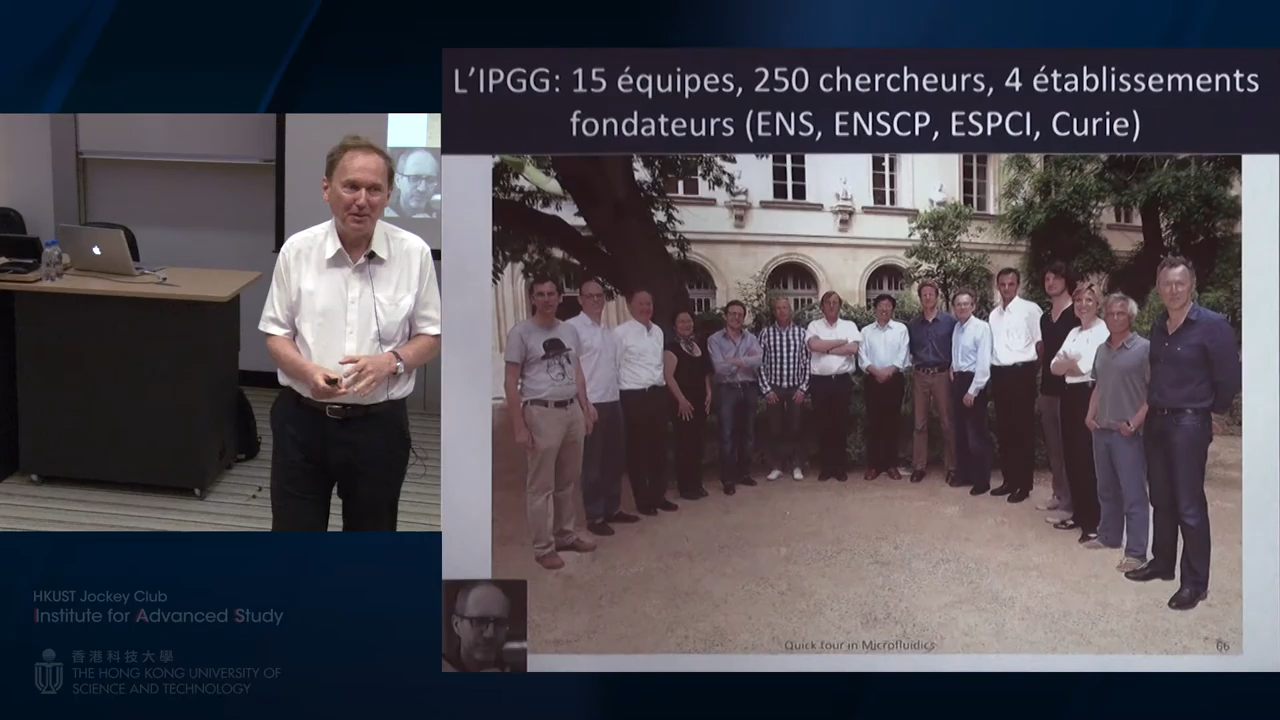 L'IPGG: 15 équipes, 250 chercheurs, 4 établissements
fondateurs (ENS, ENSCP, ESPCI, Curie)
Quick tour in Microfluidics
66
HKUST Jockey Club
Institute for Advanced Study
香港科技大學
THE HONG KONG UNIVERSITY OF
SCIENCE AND TECHNOLOGY